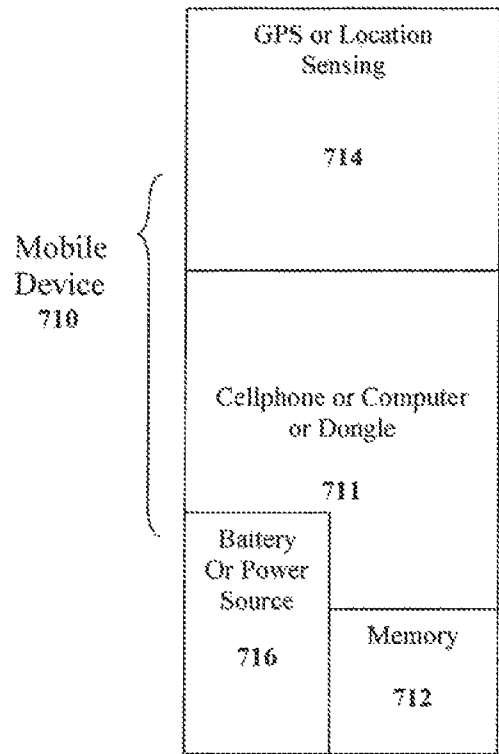 GPS or Location
Sensing
714
Mobile
Device
710
Cellphone or Computer
or Dongle
711
Battery
Or Power
Source
716
Memory
712